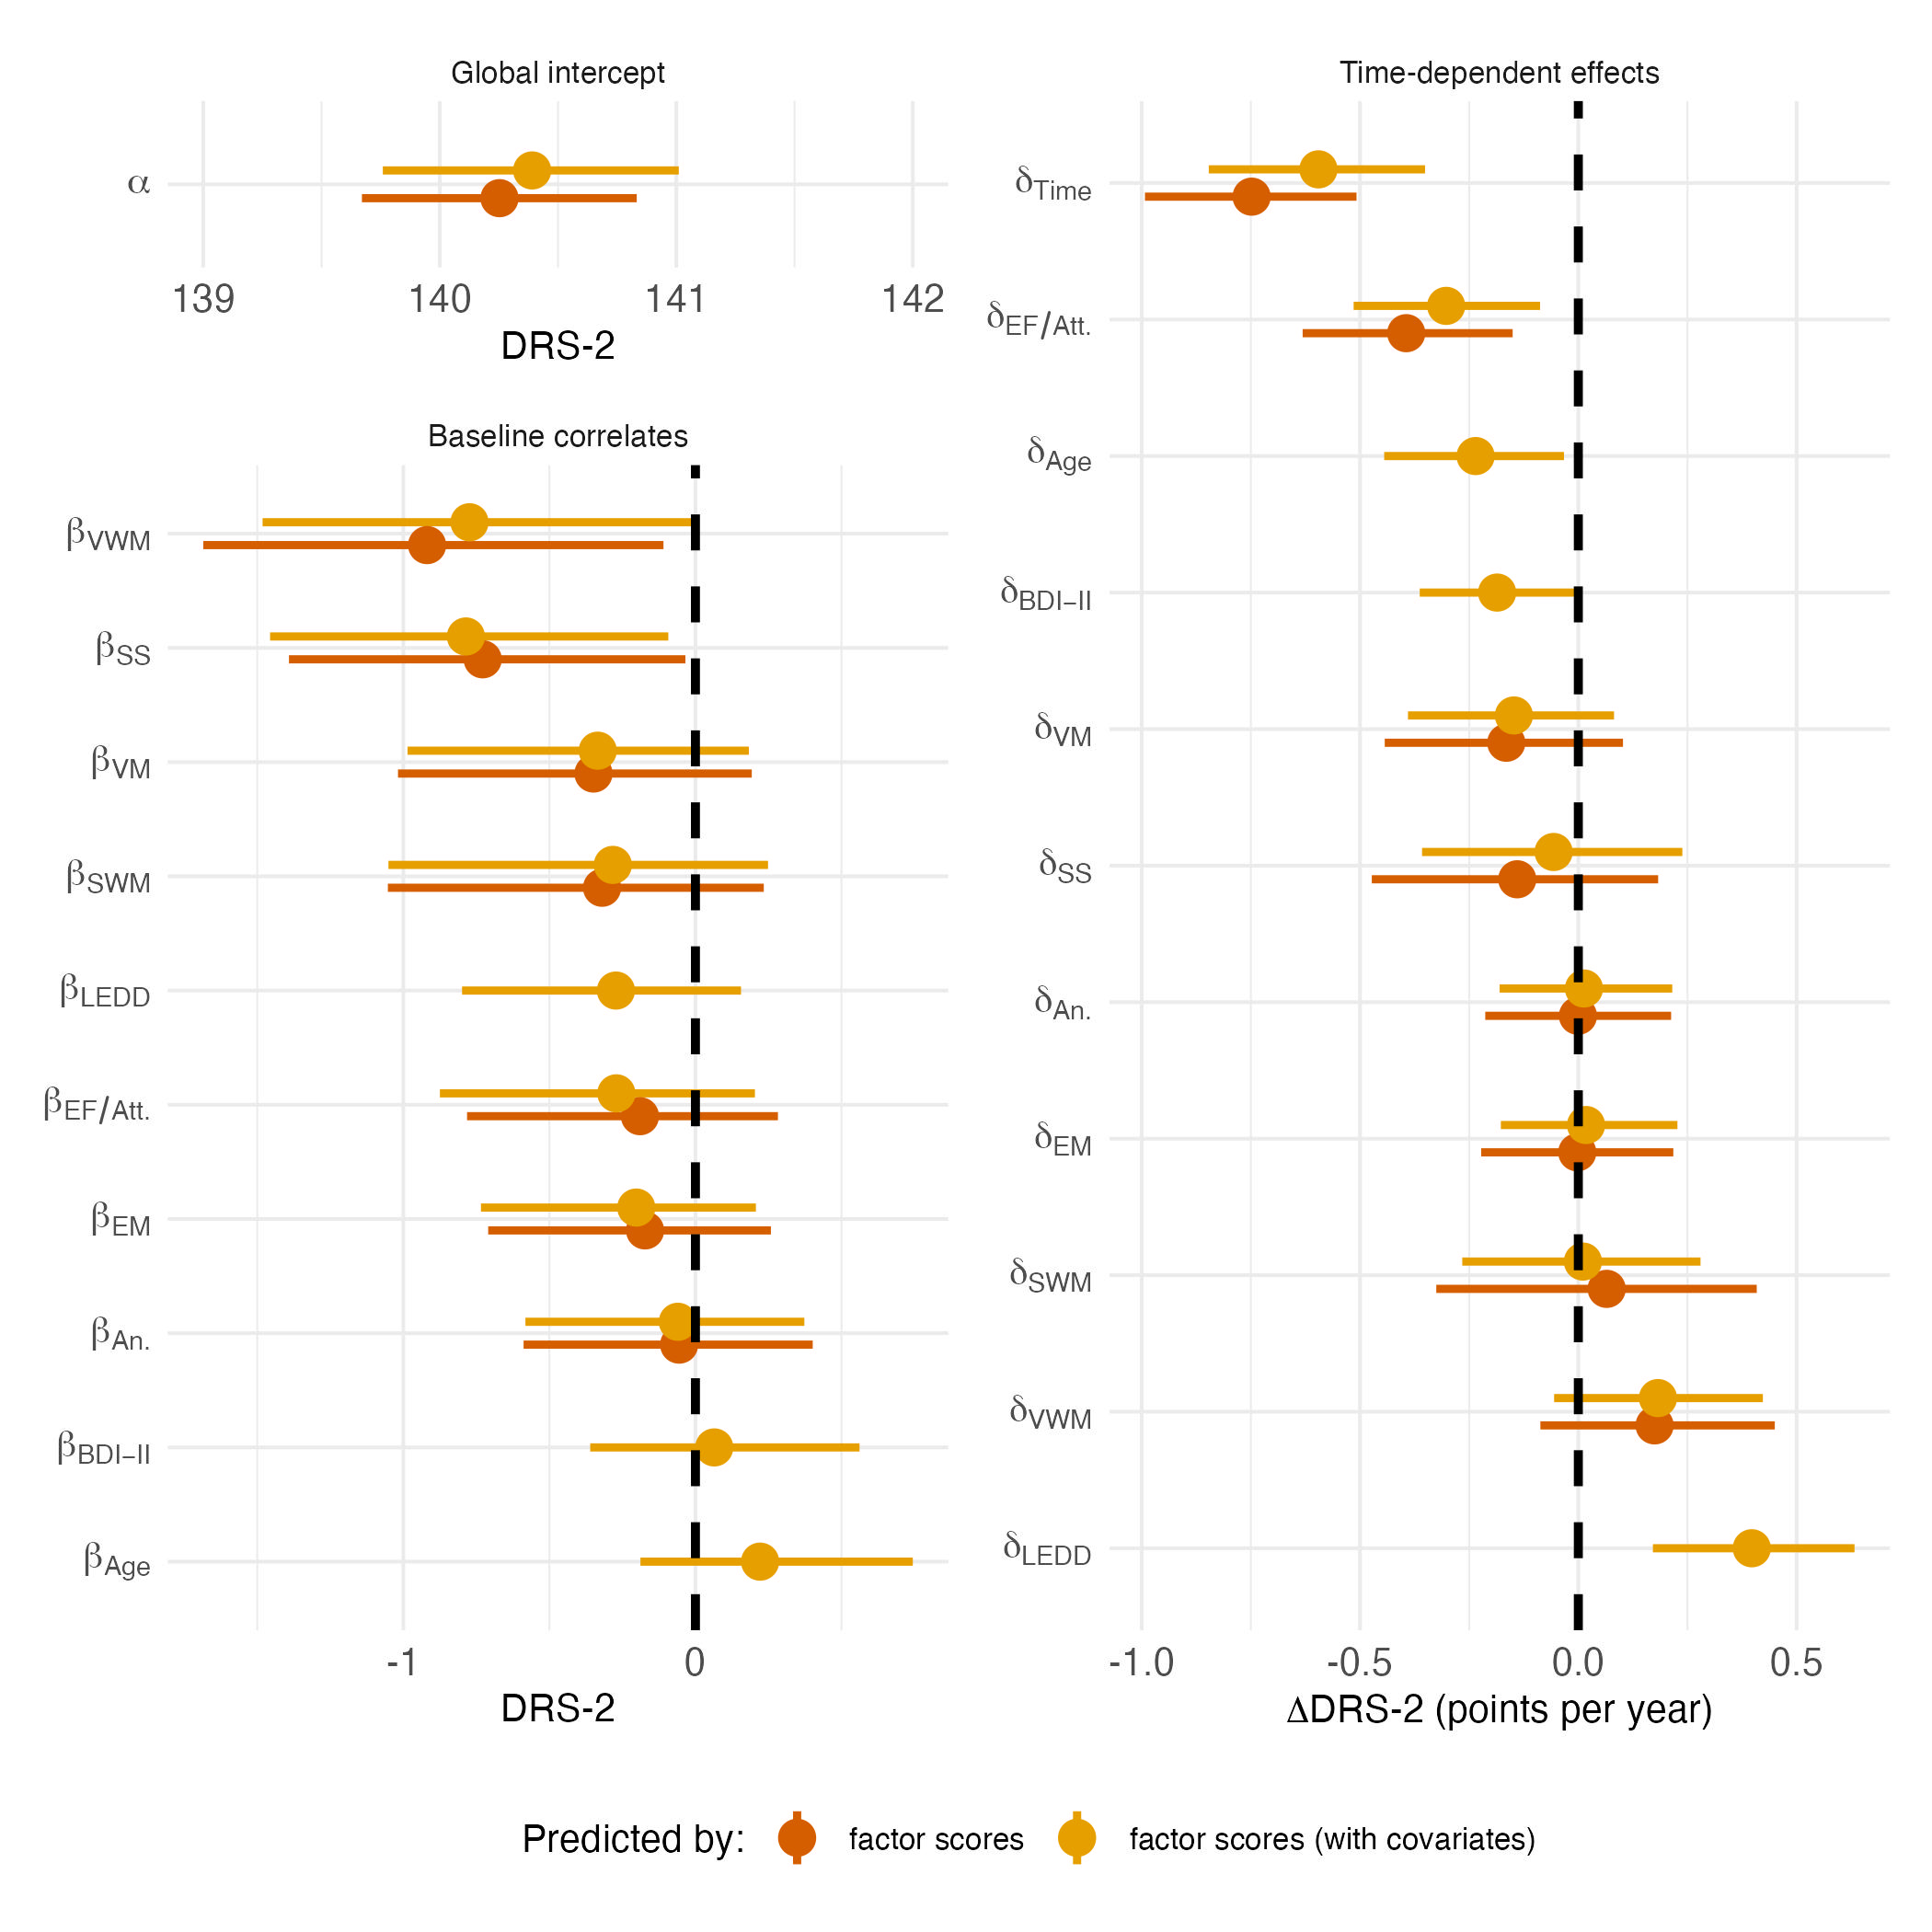 Global intercept
α
139 140 141 142
DRS-2
Baseline correlates
βVWM
βSS
βVM
βSWM
βLEDD
βEF/Att.
βEM
βAn.
βBDI−II
βAge
-1 0
DRS-2
Time-dependent effects
δTime
δEF/Att.
δAge
δBDI−II
δVM
δSS
δAn.
δEM
δSWM
δVWM
δLEDD
-1.0 -0.5 0.0 0.5
ΔDRS-2 (points per year)
Predicted by: factor scores factor scores (with covariates)